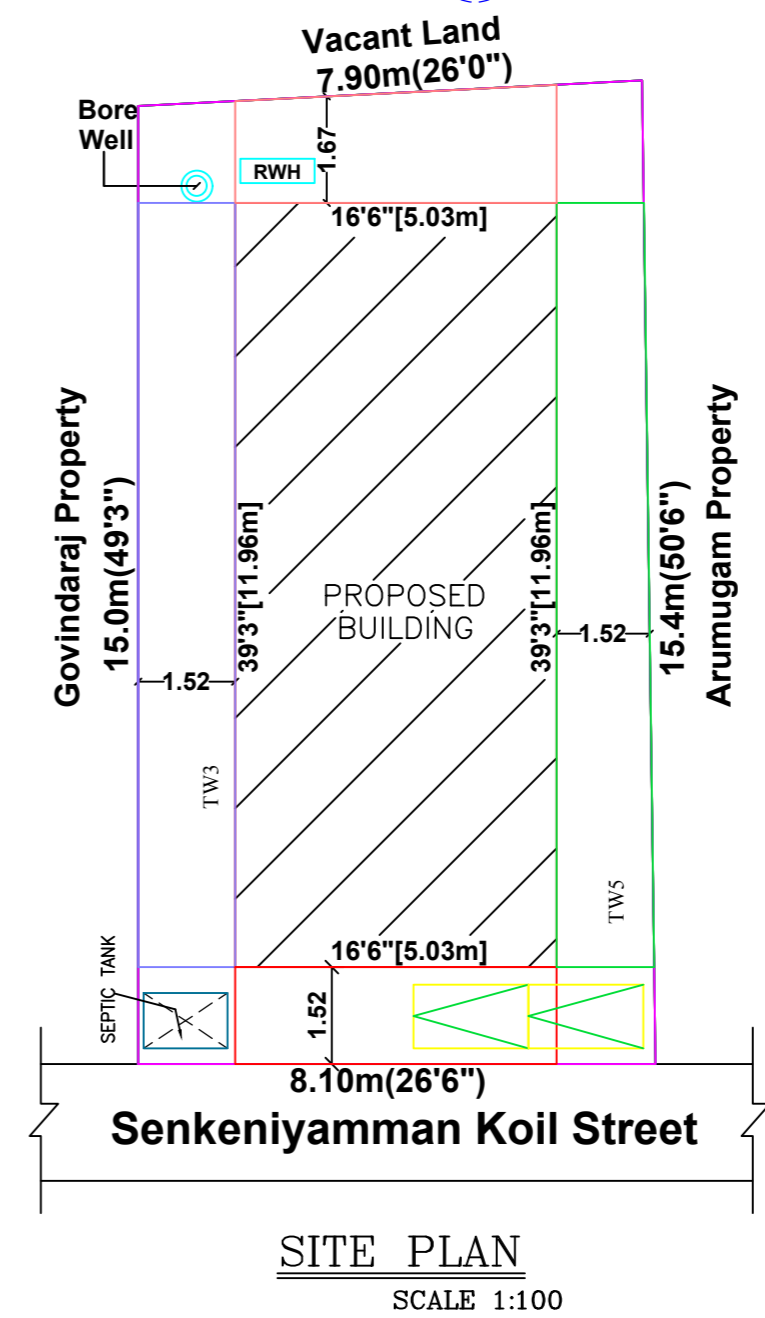 Vacant Land
7.90m(26'0")
Bore
Well
RWH
1.67
16'6"[5.03m]
Govindaraj Property
15.0m(49'3")
39'3"[11.96m]
PROPOSED
BUILDING
39'3"[11.96m]
15.4m(50'6")
Arumugam Property
1.52
1.52
TW3
TW5
16'6"[5.03m]
SEPTIC TANK
1.52
8.10m(26'6")
Senkeniyamman Koil Street
SITE PLAN
SCALE 1:100